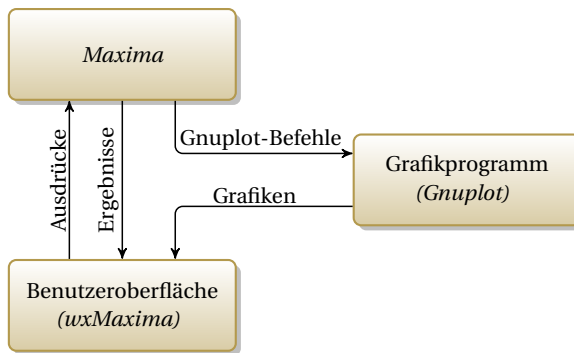 Maxima
Ausdrücke
Ergebnisse
Gnuplot-Befehle
Grafikprogramm
(Gnuplot)
Grafiken
Benutzeroberfläche
(wxMaxima)